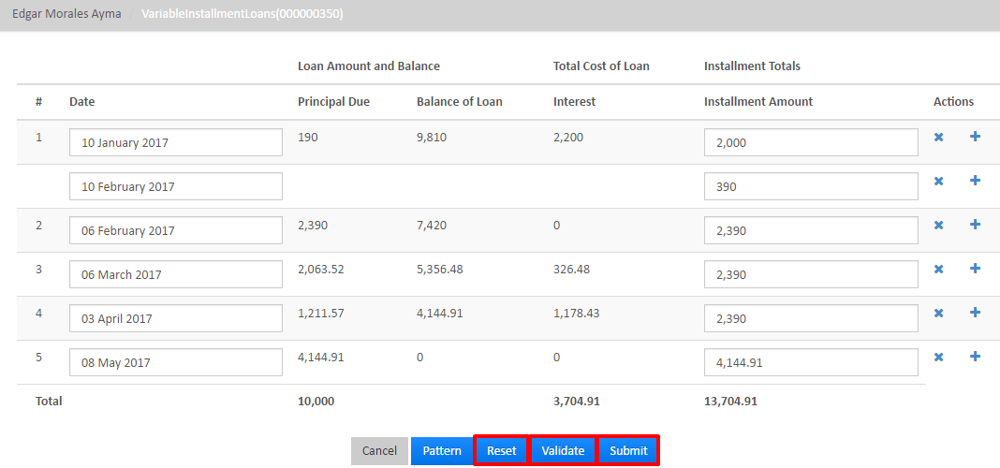 Edgar Morales Ayma / VariableInstallmentLoans(000000350)
Loan Amount and Balance Total Cost of Loan Installment Totals
# Date Principal Due Balance of Loan Interest Installment Amount Actions
1 10 January 2017 190 9,810 2,200 2,000
10 February 2017 390
2 06 February 2017 2,390 7,420 0 2,390
3 06 March 2017 2,063.52 5,356.48 326.48 2,390
4 03 April 2017 1,211.57 4,144.91 1,178.43 2,390
5 08 May 2017 4,144.91 0 0 4,144.91
Total 10,000 3,704.91 13,704.91
Cancel Pattern Reset Validate Submit